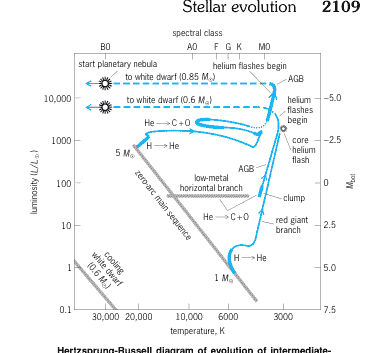 Stellar evolution 2109
spectral class
B0 A0 F G K M0
start planetary nebula
helium flashes begin
to white dwarf (0.85 M☉)
AGB
to white dwarf (0.6 M☉)
helium
flashes
begin
He → C + O
core
helium
flash
H → He
5 M☉
AGB
zero-arc main sequence
low-metal
horizontal branch
clump
He → C + O
red giant
branch
H → He
1 M☉
cooling
white dwarf
(0.6 M☉)
10,000
1000
100
10
1
0.1
luminosity (L/L☉)
−5.0
−2.5
0
2.5
5.0
7.5
Mbol
30,000 20,000 10,000 6000 3000
temperature, K
Hertzsprung-Russell diagram of evolution of intermediate-